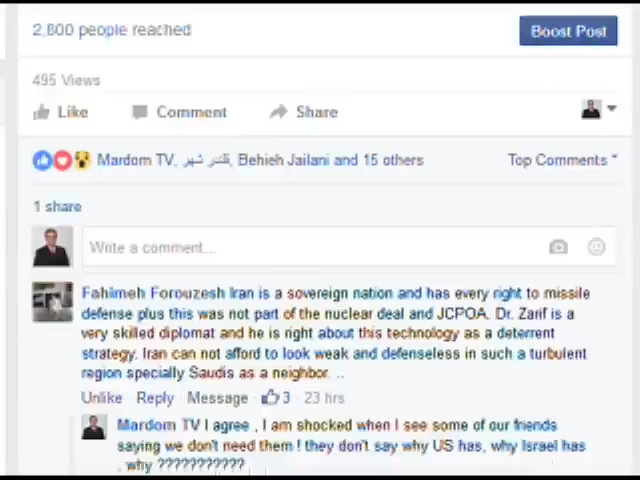 2,800 people reached
Boost Post
495 Views
Like Comment Share
Mardom TV, قلندر شهر, Behieh Jailani and 15 others
Top Comments
1 share
Write a comment...
Fahimeh Forouzesh Iran is a sovereign nation and has every right to missile
defense plus this was not part of the nuclear deal and JCPOA. Dr. Zarif is a
very skilled diplomat and he is right about this technology as a deterrent
strategy. Iran can not afford to look weak and defenseless in such a turbulent
region specially Saudis as a neighbor. ..
Unlike · Reply · Message · 3 · 23 hrs
Mardom TV I agree , I am shocked when I see some of our friends
saying we don't need them ! they don't say why US has, why Israel has
, why ???????????